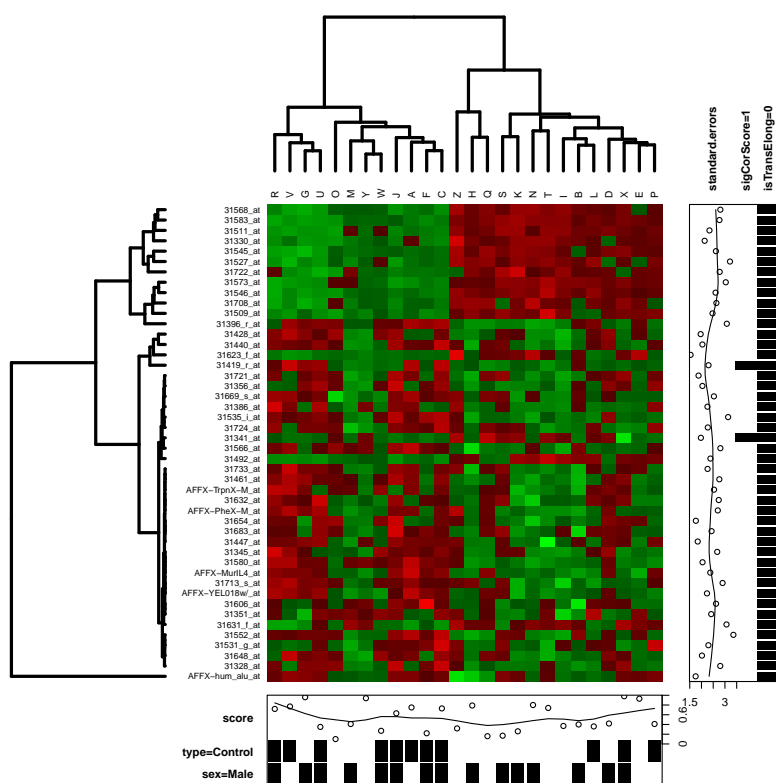 standard.errors
sigCorScore=1
isTransElong=0
R V G U O M Y W J A F C Z H Q S K N T I B L D X E P
31568_at
31583_at
31511_at
31330_at
31545_at
31527_at
31722_at
31573_at
31546_at
31708_at
31509_at
31396_r_at
31428_at
31440_at
31623_f_at
31419_r_at
31721_at
31356_at
31669_s_at
31386_at
31535_i_at
31724_at
31341_at
31566_at
31492_at
31733_at
31461_at
AFFX-TrpnX-M_at
31632_at
AFFX-PheX-M_at
31654_at
31683_at
31447_at
31345_at
31580_at
AFFX-MurIL4_at
31713_s_at
AFFX-YEL018w/_at
31606_at
31351_at
31631_f_at
31552_at
31531_g_at
31648_at
31328_at
AFFX-hum_alu_at
1.5 3
score
0 0.6
type=Control
sex=Male